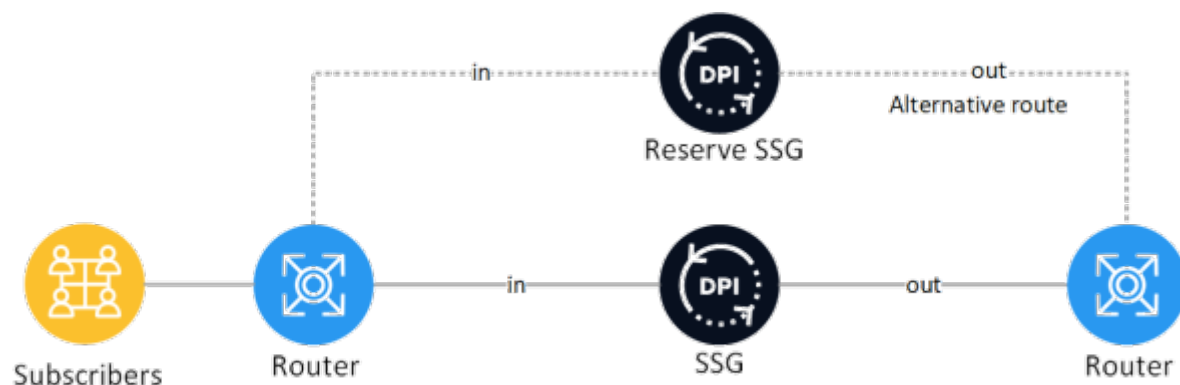 in
DPI
out
Alternative route
Reserve SSG
in
DPI
out
Subscribers
Router
SSG
Router